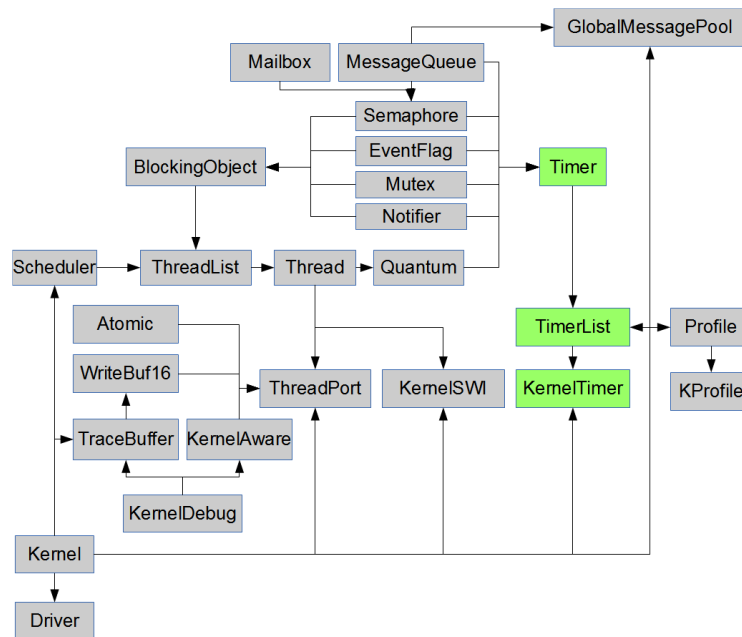 GlobalMessagePool
Mailbox
MessageQueue
Semaphore
EventFlag
BlockingObject
Timer
Mutex
Notifier
Scheduler
ThreadList
Thread
Quantum
Atomic
TimerList
Profile
WriteBuf16
ThreadPort
KernelSWI
KernelTimer
KProfile
TraceBuffer
KernelAware
KernelDebug
Kernel
Driver